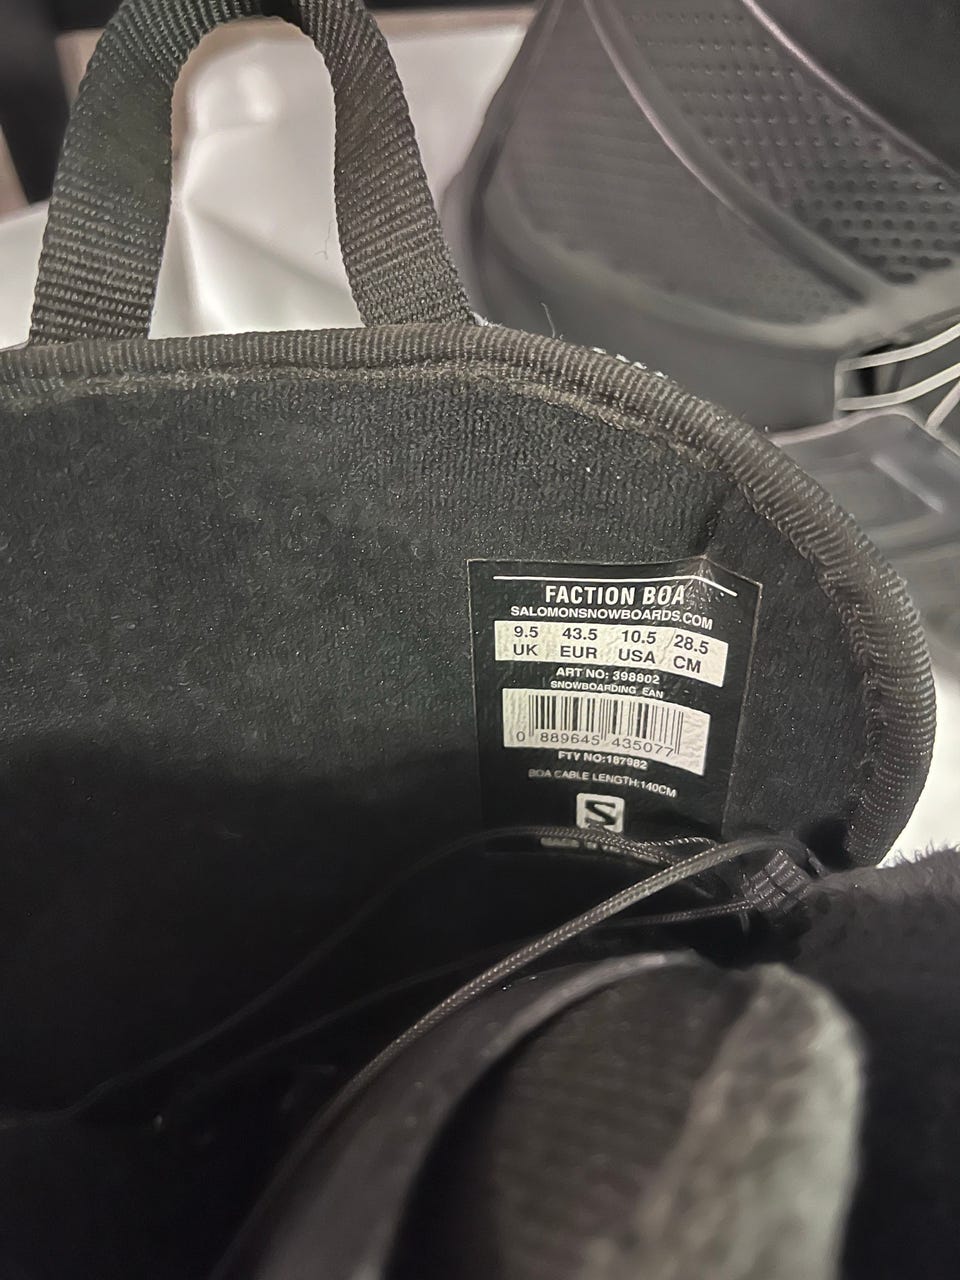 FACTION BOA
SALOMONSNOWBOARDS.COM
9.5 43.5 10.5 28.5
UK EUR USA CM
ART NO: 398802
SNOWBOARDING EAN
0 889645 435077
FTY NO:187982
BOA CABLE LENGTH:140CM
S